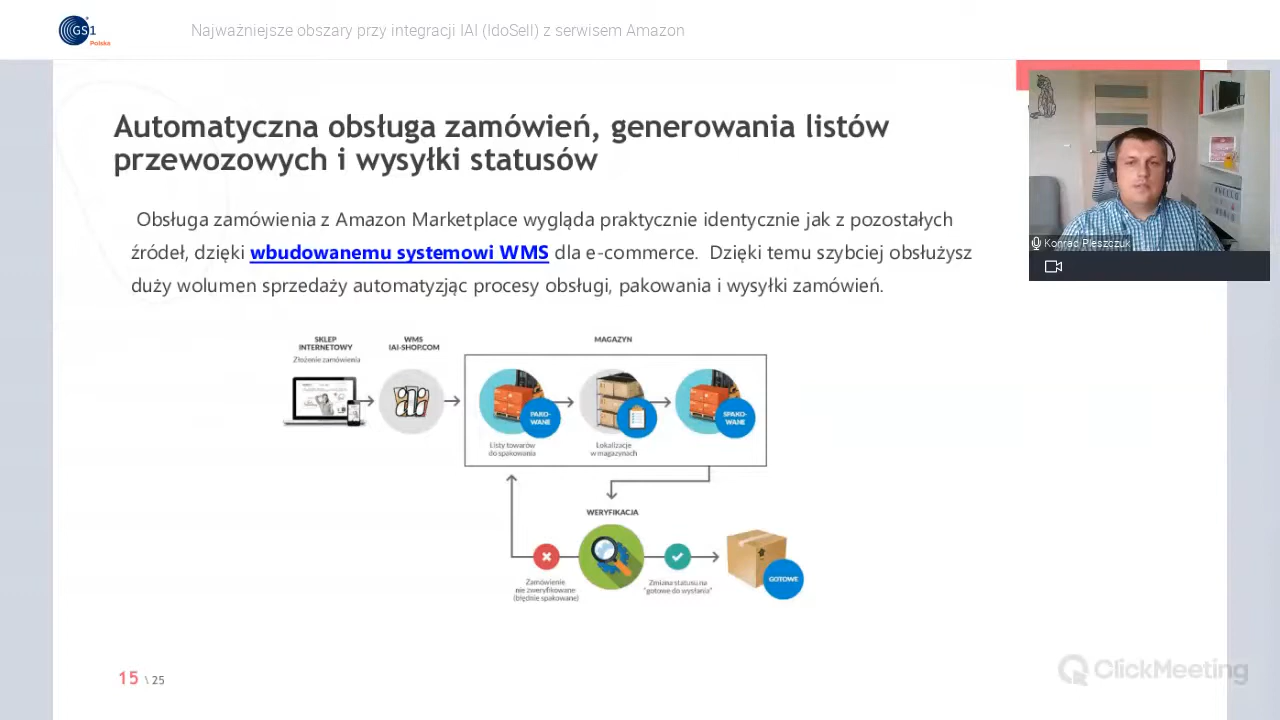 GS1
Polska
Najważniejsze obszary przy integracji IAI (IdoSell) z serwisem Amazon
Automatyczna obsługa zamówień, generowania listów
przewozowych i wysyłki statusów
Obsługa zamówienia z Amazon Marketplace wygląda praktycznie identycznie jak z pozostałych
źródeł, dzięki wbudowanemu systemowi WMS dla e-commerce. Dzięki temu szybciej obsłużysz
duży wolumen sprzedaży automatyzjąc procesy obsługi, pakowania i wysyłki zamówień.
Konrad Pieszczuk
SKLEP
INTERNETOWY
Złożenie zamówienia
WMS
IAI-SHOP.COM
MAGAZYN
IAI
PAKO-
WANE
SPAKO-
WANE
Listy towarów
do spakowania
Lokalizacje
w magazynach
WERYFIKACJA
GOTOWE
Zamówienie
nie zweryfikowane
(błędnie spakowane)
Zmiana statusu na
"gotowe do wysłania"
15 \ 25
ClickMeeting